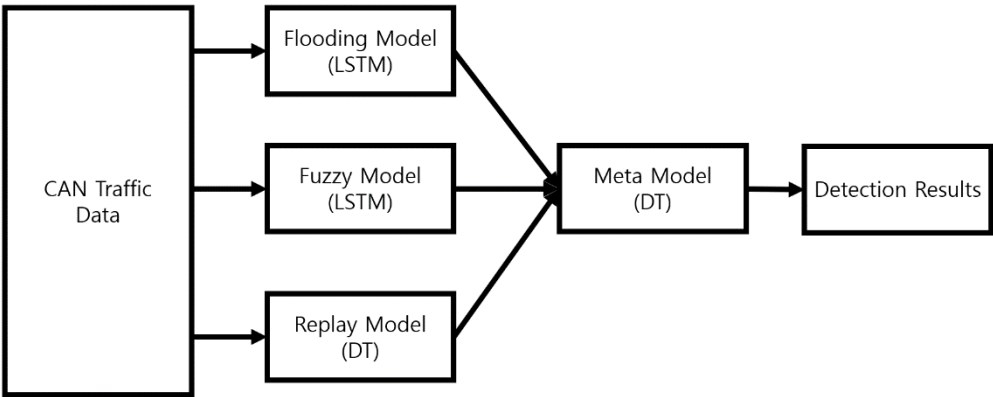 CAN Traffic
Data
Flooding Model
(LSTM)
Fuzzy Model
(LSTM)
Replay Model
(DT)
Meta Model
(DT)
Detection Results